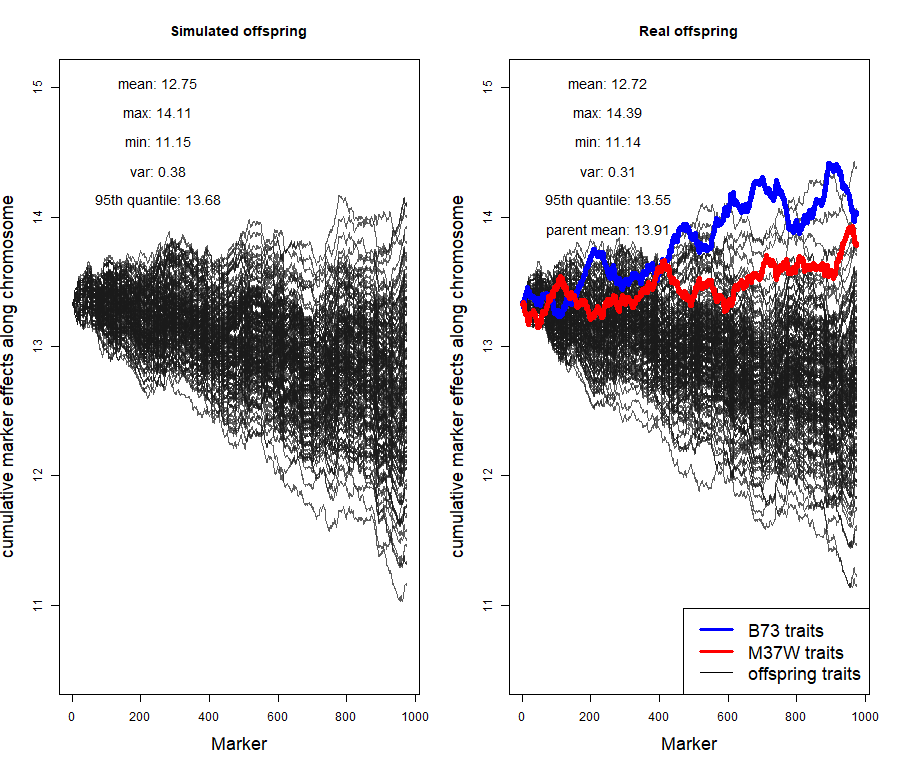 Simulated offspring
mean: 12.75
max: 14.11
min: 11.15
var: 0.38
95th quantile: 13.68
cumulative marker effects along chromosome
15
14
13
12
11
0 200 400 600 800 1000
Marker
Real offspring
mean: 12.72
max: 14.39
min: 11.14
var: 0.31
95th quantile: 13.55
parent mean: 13.91
cumulative marker effects along chromosome
15
14
13
12
11
B73 traits
M37W traits
offspring traits
0 200 400 600 800 1000
Marker